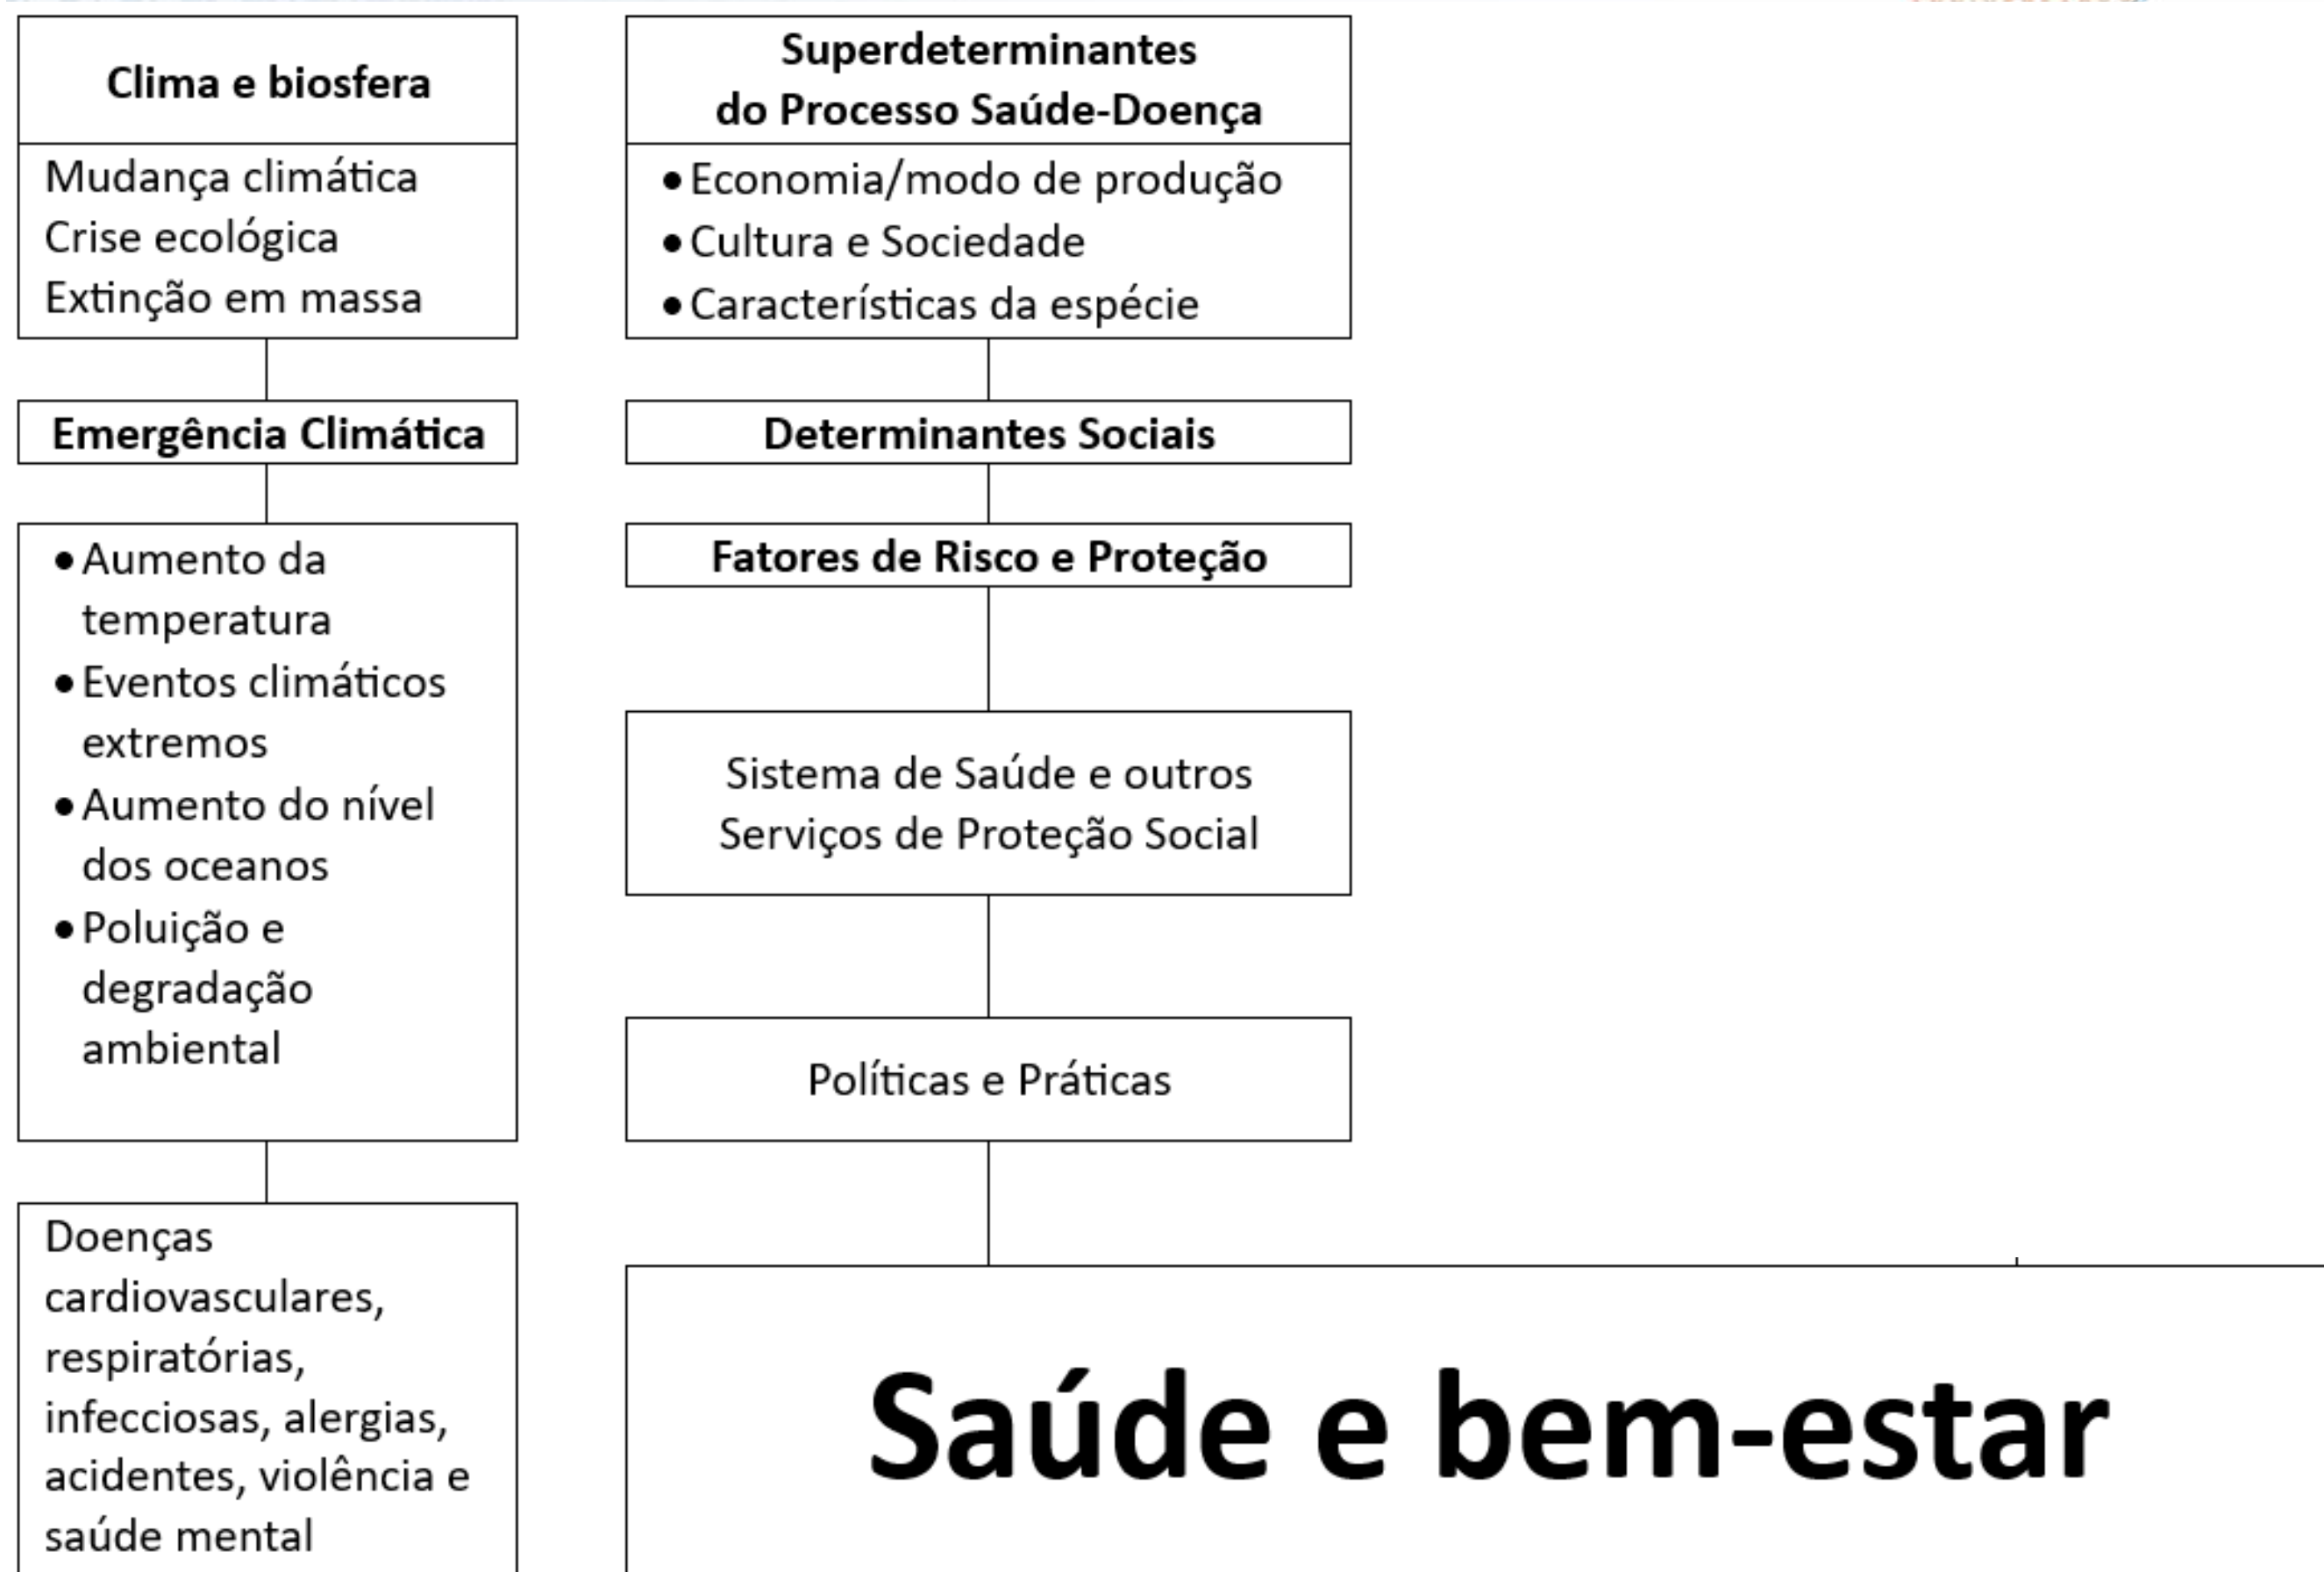 Clima e biosfera
Mudança climática
Crise ecológica
Extinção em massa
Emergência Climática
• Aumento da
temperatura
• Eventos climáticos
extremos
• Aumento do nível
dos oceanos
• Poluição e
degradação
ambiental
Doenças
cardiovasculares,
respiratórias,
infecciosas, alergias,
acidentes, violência e
saúde mental
Superdeterminantes
do Processo Saúde-Doença
• Economia/modo de produção
• Cultura e Sociedade
• Características da espécie
Determinantes Sociais
Fatores de Risco e Proteção
Sistema de Saúde e outros
Serviços de Proteção Social
Políticas e Práticas
Saúde e bem-estar